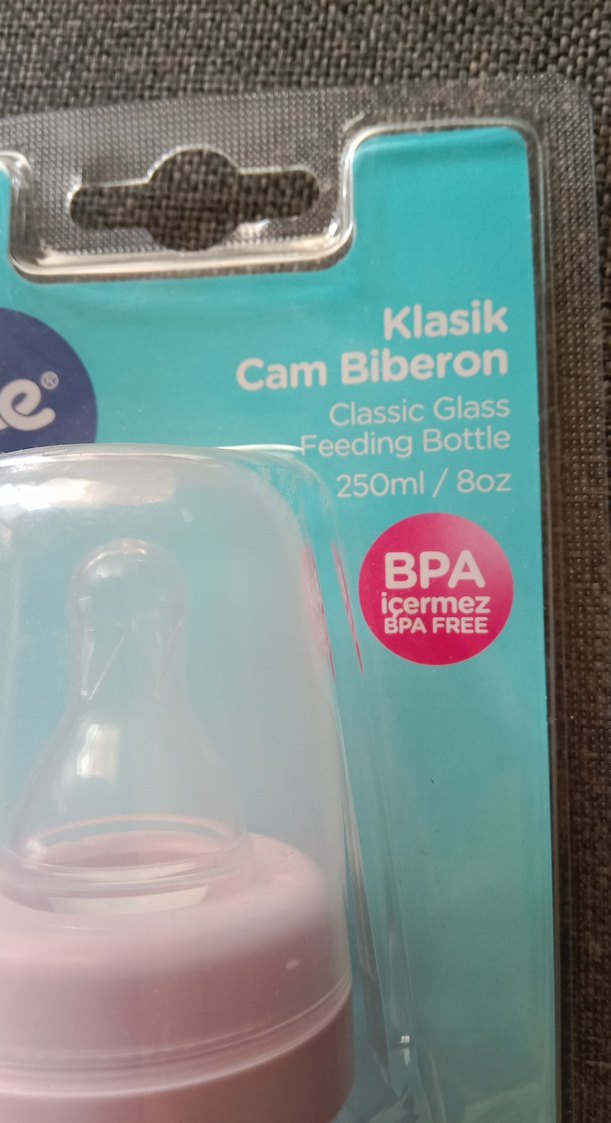 Klasik
Cam Biberon
Classic Glass
Feeding Bottle
250ml / 8oz
BPA
içermez
BPA FREE